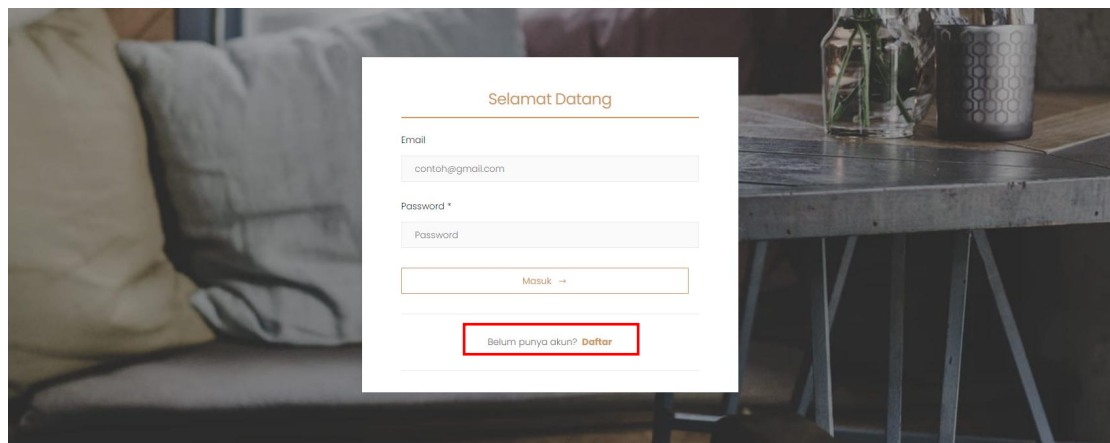 Selamat Datang
Email
contoh@gmail.com
Password *
Password
Masuk →
Belum punya akun? Daftar